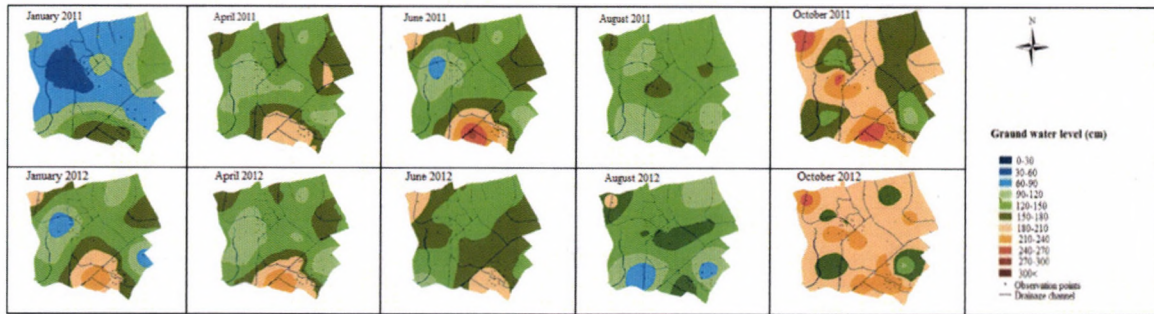 January 2011
April 2011
June 2011
August 2011
October 2011
N
January 2012
April 2012
June 2012
August 2012
October 2012
Ground water level (cm)
0-30
30-60
60-90
90-120
120-150
150-180
180-210
210-240
240-270
270-300
300<
Observation points
Drainaze channel